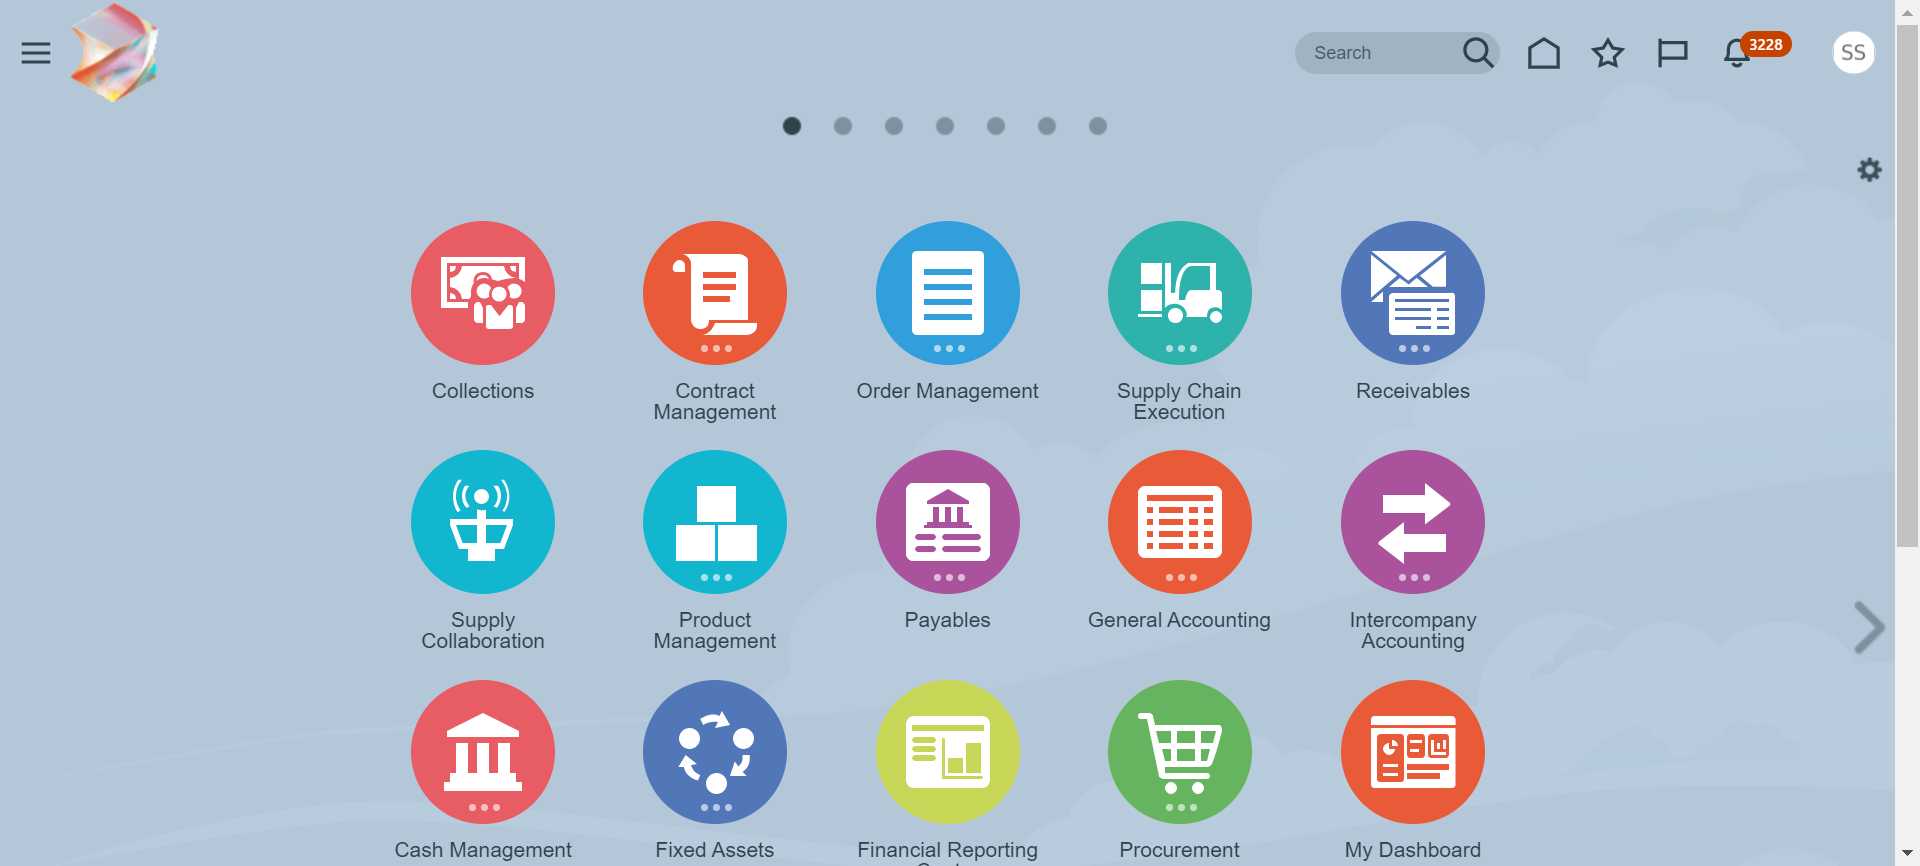 Search
3228
SS
Collections
Contract
Management
Order Management
Supply Chain
Execution
Receivables
Supply
Collaboration
Product
Management
Payables
General Accounting
Intercompany
Accounting
Cash Management
Fixed Assets
Financial Reporting
Procurement
My Dashboard